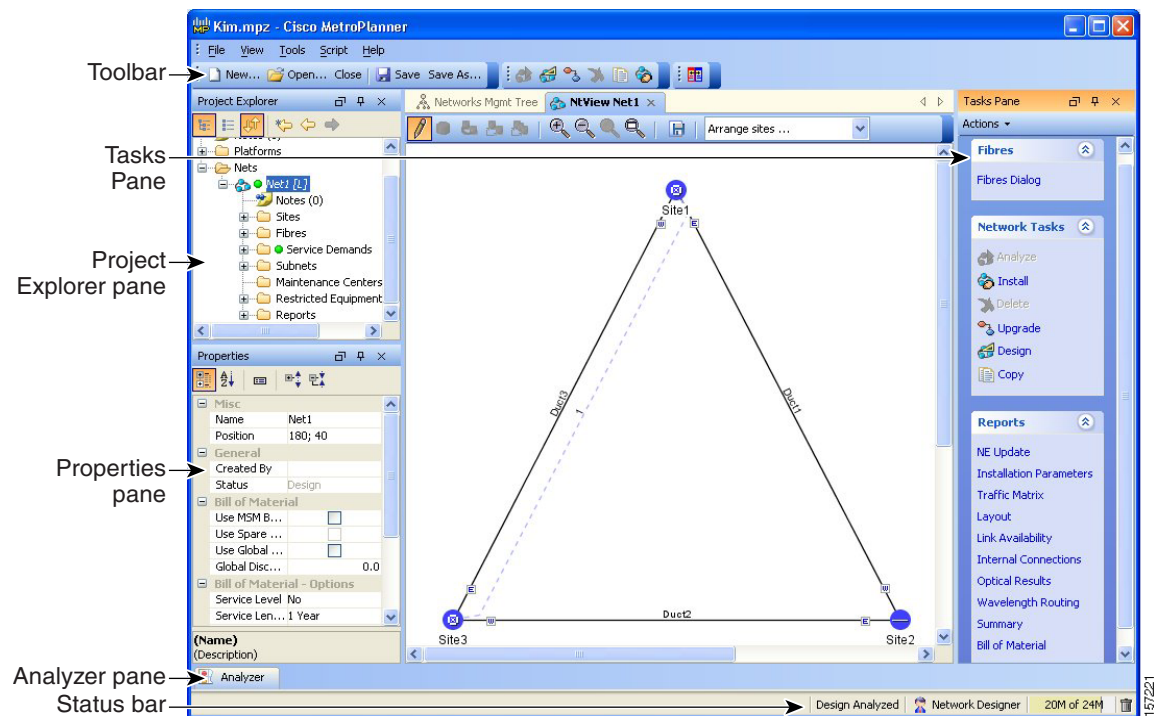 Kim.mpz - Cisco MetroPlanner
File View Tools Script Help
Toolbar
New... Open... Close Save Save As...
Project Explorer
Networks Mgmt Tree
NtView Net1
Tasks Pane
Arrange sites ...
Actions
Tasks
Pane
Platforms
Nets
Net1 [L]
Notes (0)
Sites
Fibres
Service Demands
Subnets
Maintenance Centers
Restricted Equipment
Reports
Project
Explorer pane
Properties
Misc
Name Net1
Position 180; 40
General
Created By
Status Design
Bill of Material
Use MSM B...
Use Spare ...
Use Global ...
Global Disc... 0.0
Bill of Material - Options
Service Level No
Service Len... 1 Year
(Name)
(Description)
Properties
pane
Site1
W
E
Duct3
1
Duct1
E
W
Duct2
W
E
Site3
Site2
Fibres
Fibres Dialog
Network Tasks
Analyze
Install
Delete
Upgrade
Design
Copy
Reports
NE Update
Installation Parameters
Traffic Matrix
Layout
Link Availability
Internal Connections
Optical Results
Wavelength Routing
Summary
Bill of Material
Analyzer pane
Analyzer
Status bar
Design Analyzed
Network Designer
20M of 24M
157221